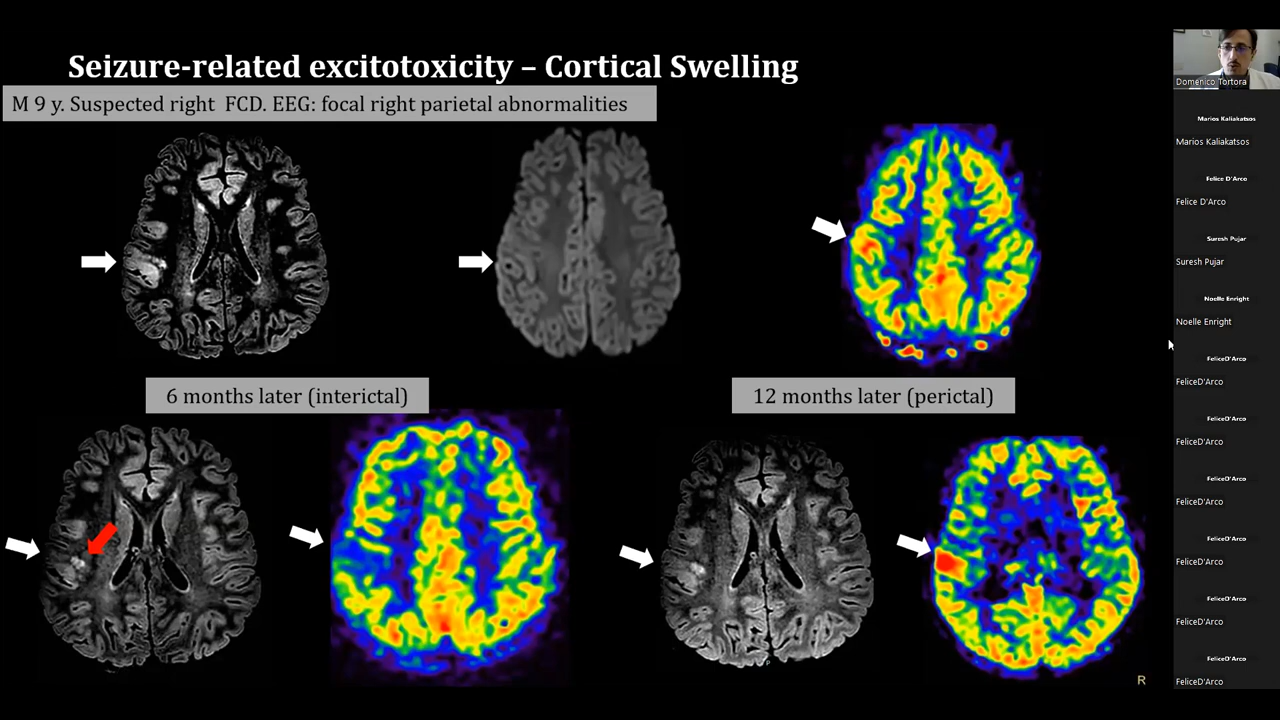 Seizure-related excitotoxicity – Cortical Swelling
M 9 y. Suspected right  FCD. EEG: focal right parietal abnormalities
6 months later (interictal)
12 months later (perictal)
R
Domenico Tortora
Marios Kaliakatsos
Marios Kaliakatsos
Felice D'Arco
Felice D'Arco
Suresh Pujar
Suresh Pujar
Noelle Enright
Noelle Enright
FeliceD'Arco
FeliceD'Arco
FeliceD'Arco
FeliceD'Arco
FeliceD'Arco
FeliceD'Arco
FeliceD'Arco
FeliceD'Arco
FeliceD'Arco
FeliceD'Arco
FeliceD'Arco
FeliceD'Arco